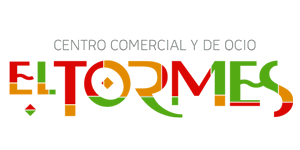 CENTRO COMERCIAL Y DE OCIO
EL TORMES